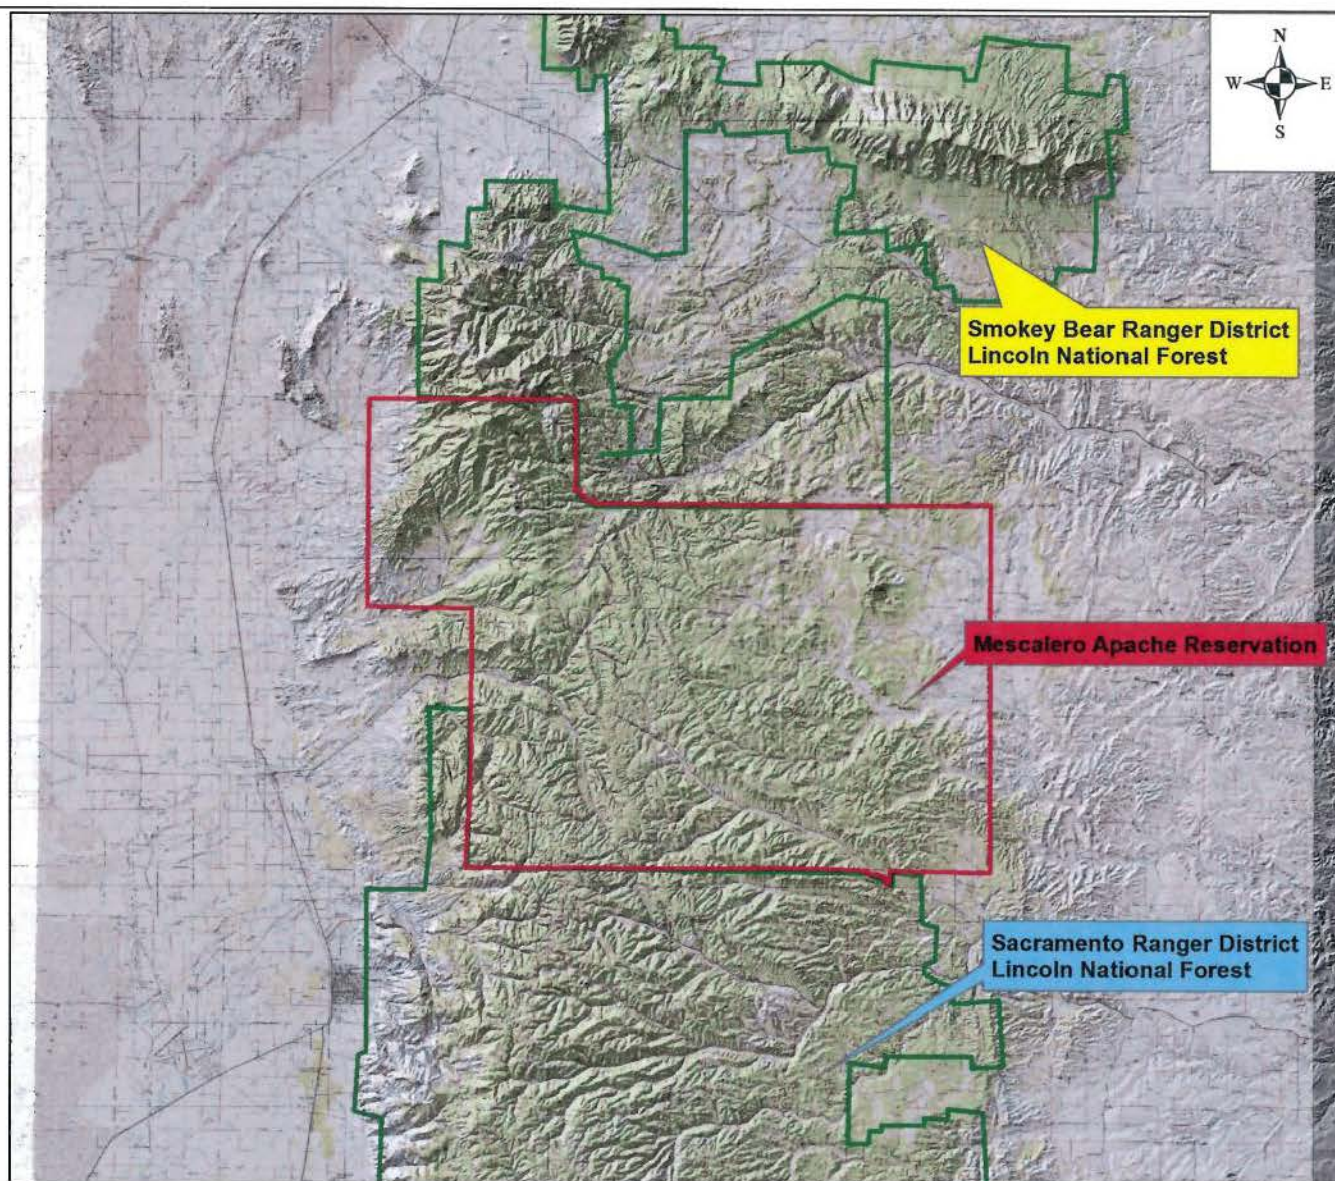 N
W E
S
Smokey Bear Ranger District
Lincoln National Forest
Mescalero Apache Reservation
Sacramento Ranger District
Lincoln National Forest